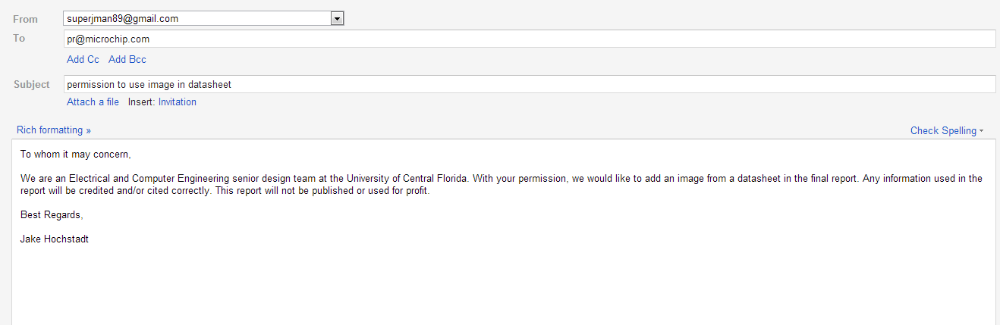 From superjman89@gmail.com
To pr@microchip.com
Add Cc Add Bcc
Subject permission to use image in datasheet
Attach a file Insert: Invitation
Rich formatting » Check Spelling
To whom it may concern,
We are an Electrical and Computer Engineering senior design team at the University of Central Florida. With your permission, we would like to add an image from a datasheet in the final report. Any information used in the
report will be credited and/or cited correctly. This report will not be published or used for profit.
Best Regards,
Jake Hochstadt